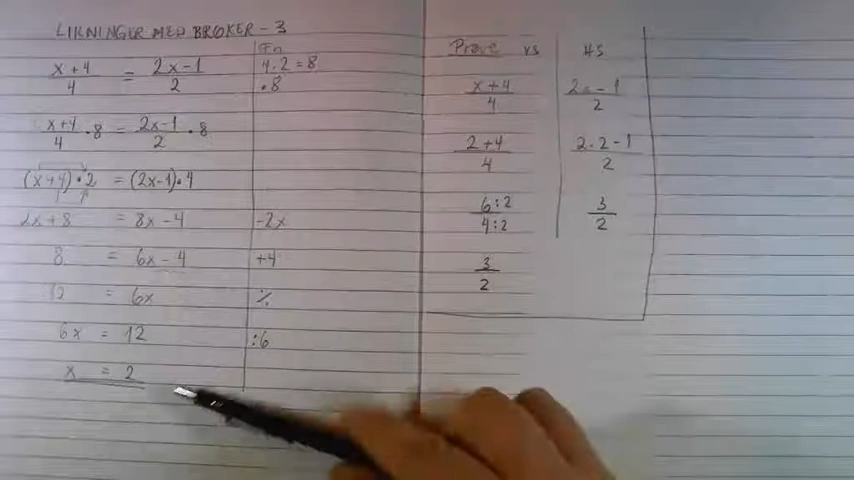 LIKNINGER MED BRØKER - 3
Fn
x+4/4 = 2x-1/2 4·2=8
·8
x+4/4 ·8 = 2x-1/2 ·8
(x+4)·2 = (2x-1)·4
2x+8 = 8x-4 -2x
8 = 6x-4 +4
12 = 6x %
6x = 12 :6
x = 2
Prøve VS HS
x+4/4 2x-1/2
2+4/4 2·2-1/2
6:2/4:2 3/2
3/2